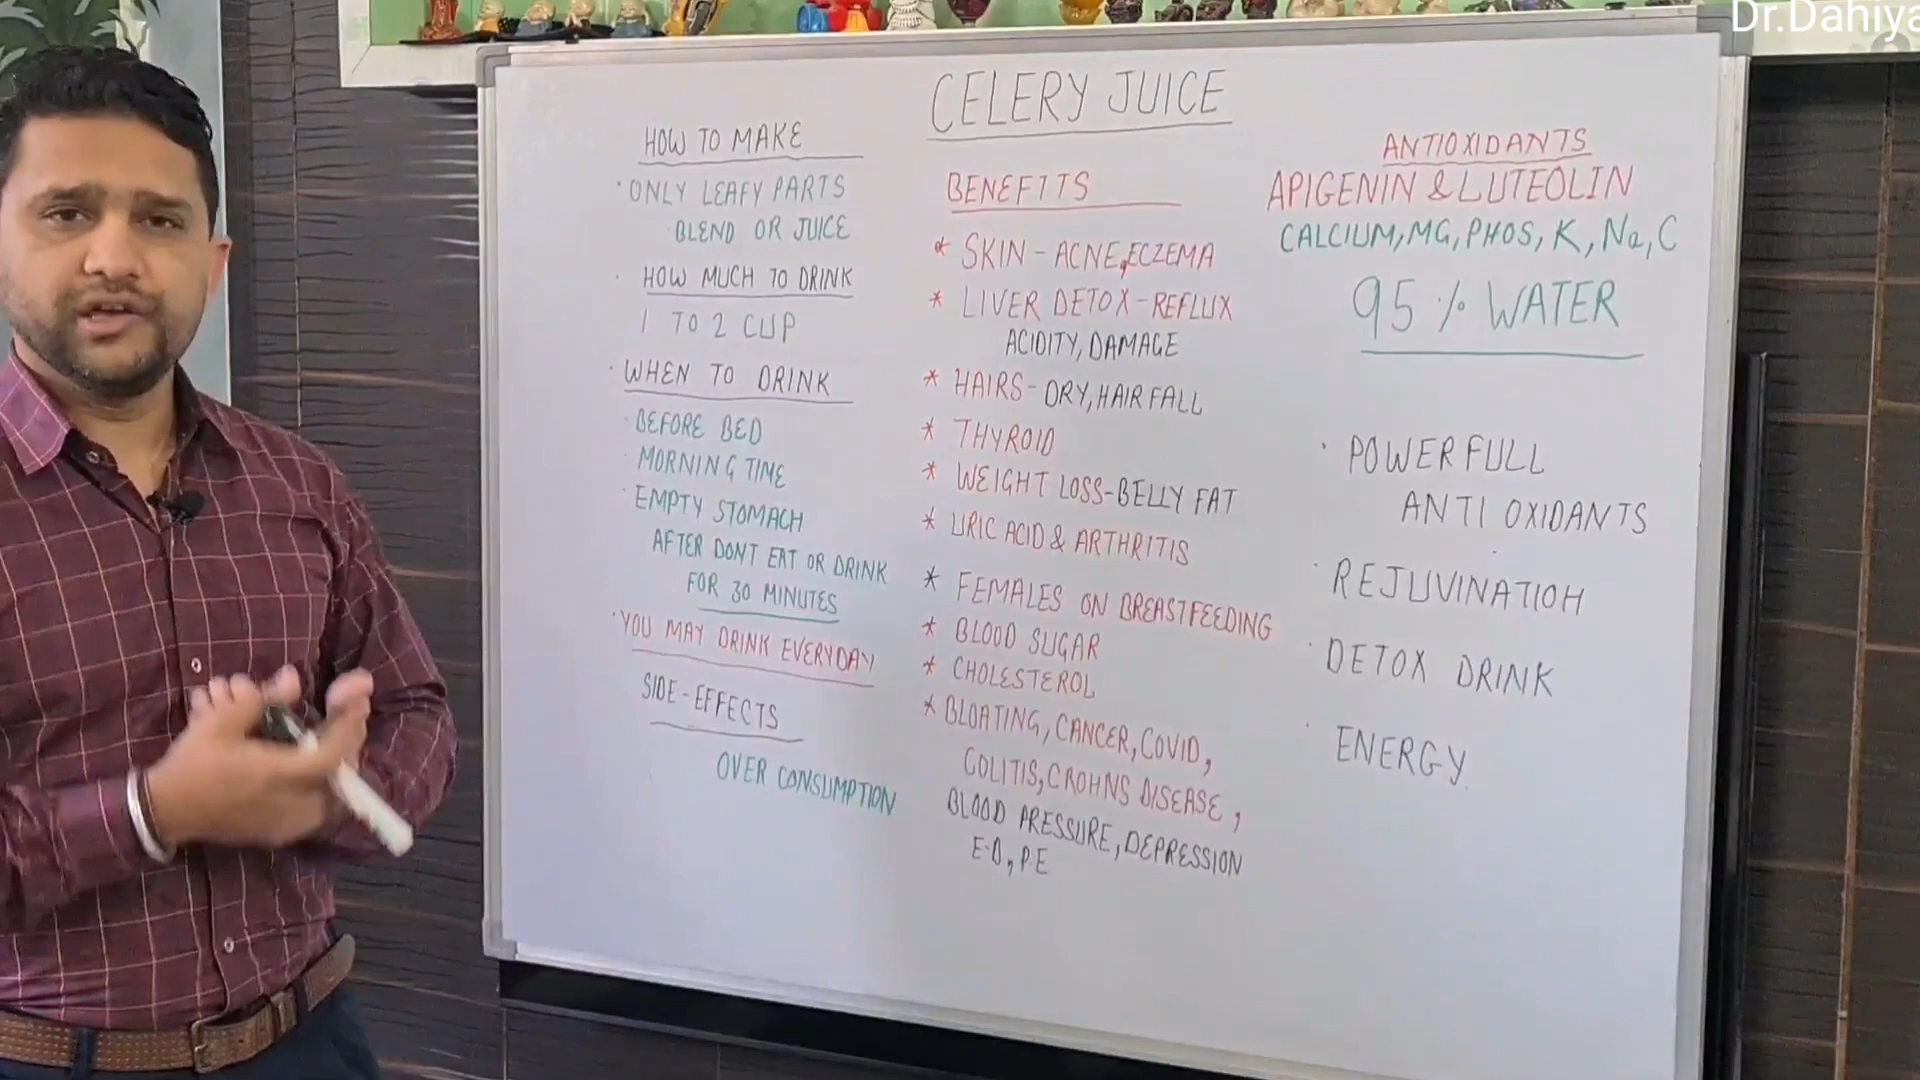 Dr.Dahiya
CELERY JUICE
HOW TO MAKE
·ONLY LEAFY PARTS
·BLEND OR JUICE
· HOW MUCH TO DRINK
1 TO 2 CUP
· WHEN TO DRINK
· BEFORE BED
· MORNING TIME
· EMPTY STOMACH
AFTER DONT EAT OR DRINK
FOR 30 MINUTES
· YOU MAY DRINK EVERYDAY
SIDE-EFFECTS
OVER CONSUMPTION
BENEFITS
* SKIN - ACNE,ECZEMA
* LIVER DETOX-REFLUX
ACIDITY, DAMAGE
* HAIRS- DRY, HAIR FALL
* THYROID
* WEIGHT LOSS-BELLY FAT
* URIC ACID & ARTHRITIS
* FEMALES ON BREASTFEEDING
* BLOOD SUGAR
* CHOLESTEROL
* BLOATING, CANCER, COVID,
COLITIS, CROHNS DISEASE,
BLOOD PRESSURE, DEPRESSION
E.D, P.E
ANTIOXIDANTS
APIGENIN & LUTEOLIN
CALCIUM, MG, PHOS, K, Na, C
95 % WATER
· POWERFULL
ANTI OXIDANTS
· REJUVINATIOH
· DETOX DRINK
· ENERGY